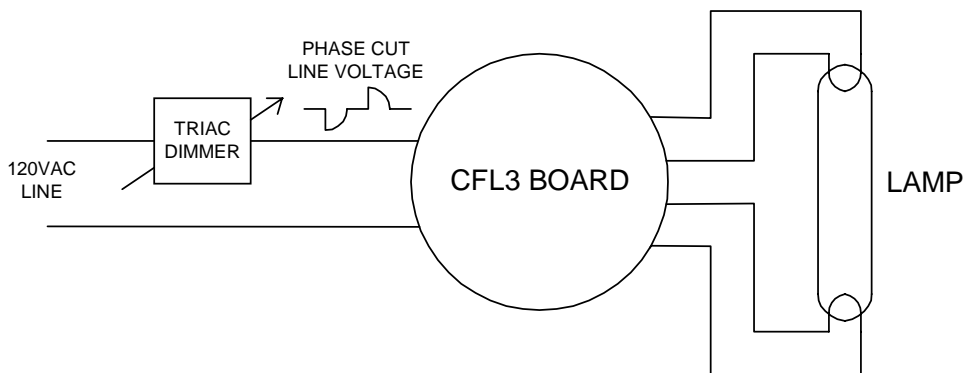 PHASE CUT
LINE VOLTAGE
TRIAC
DIMMER
120VAC
LINE
CFL3 BOARD
LAMP